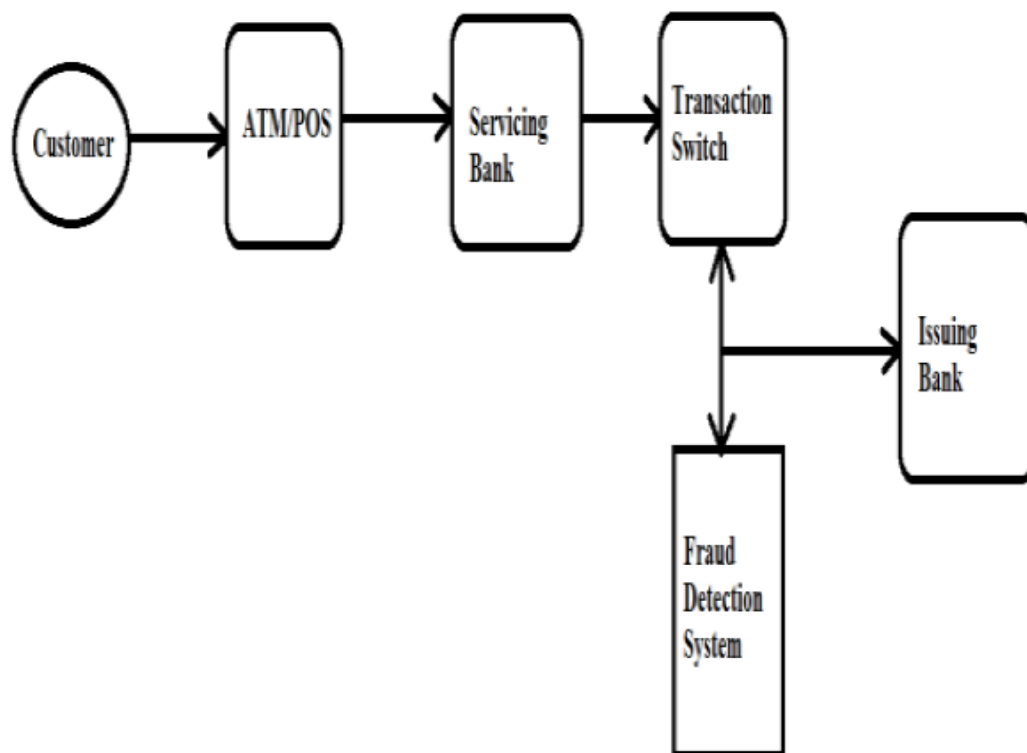 Customer
ATM/POS
Servicing
Bank
Transaction
Switch
Issuing
Bank
Fraud
Detection
System